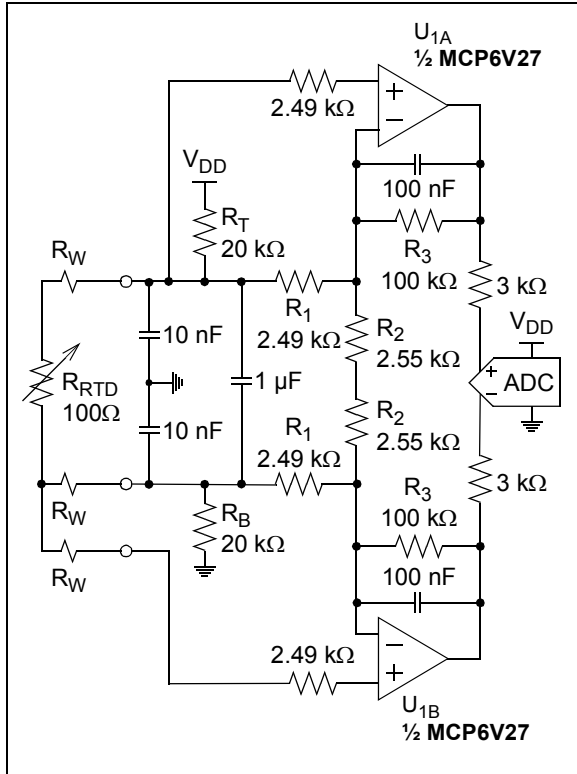 U1A
½ MCP6V27
2.49 kΩ
VDD
100 nF
RT
20 kΩ
R3
100 kΩ
3 kΩ
RW
R1
2.49 kΩ
R2
2.55 kΩ
VDD
10 nF
RRTD
100Ω
1 µF
ADC
10 nF
R2
2.55 kΩ
R1
2.49 kΩ
3 kΩ
RW
RB
20 kΩ
R3
100 kΩ
RW
100 nF
2.49 kΩ
U1B
½ MCP6V27